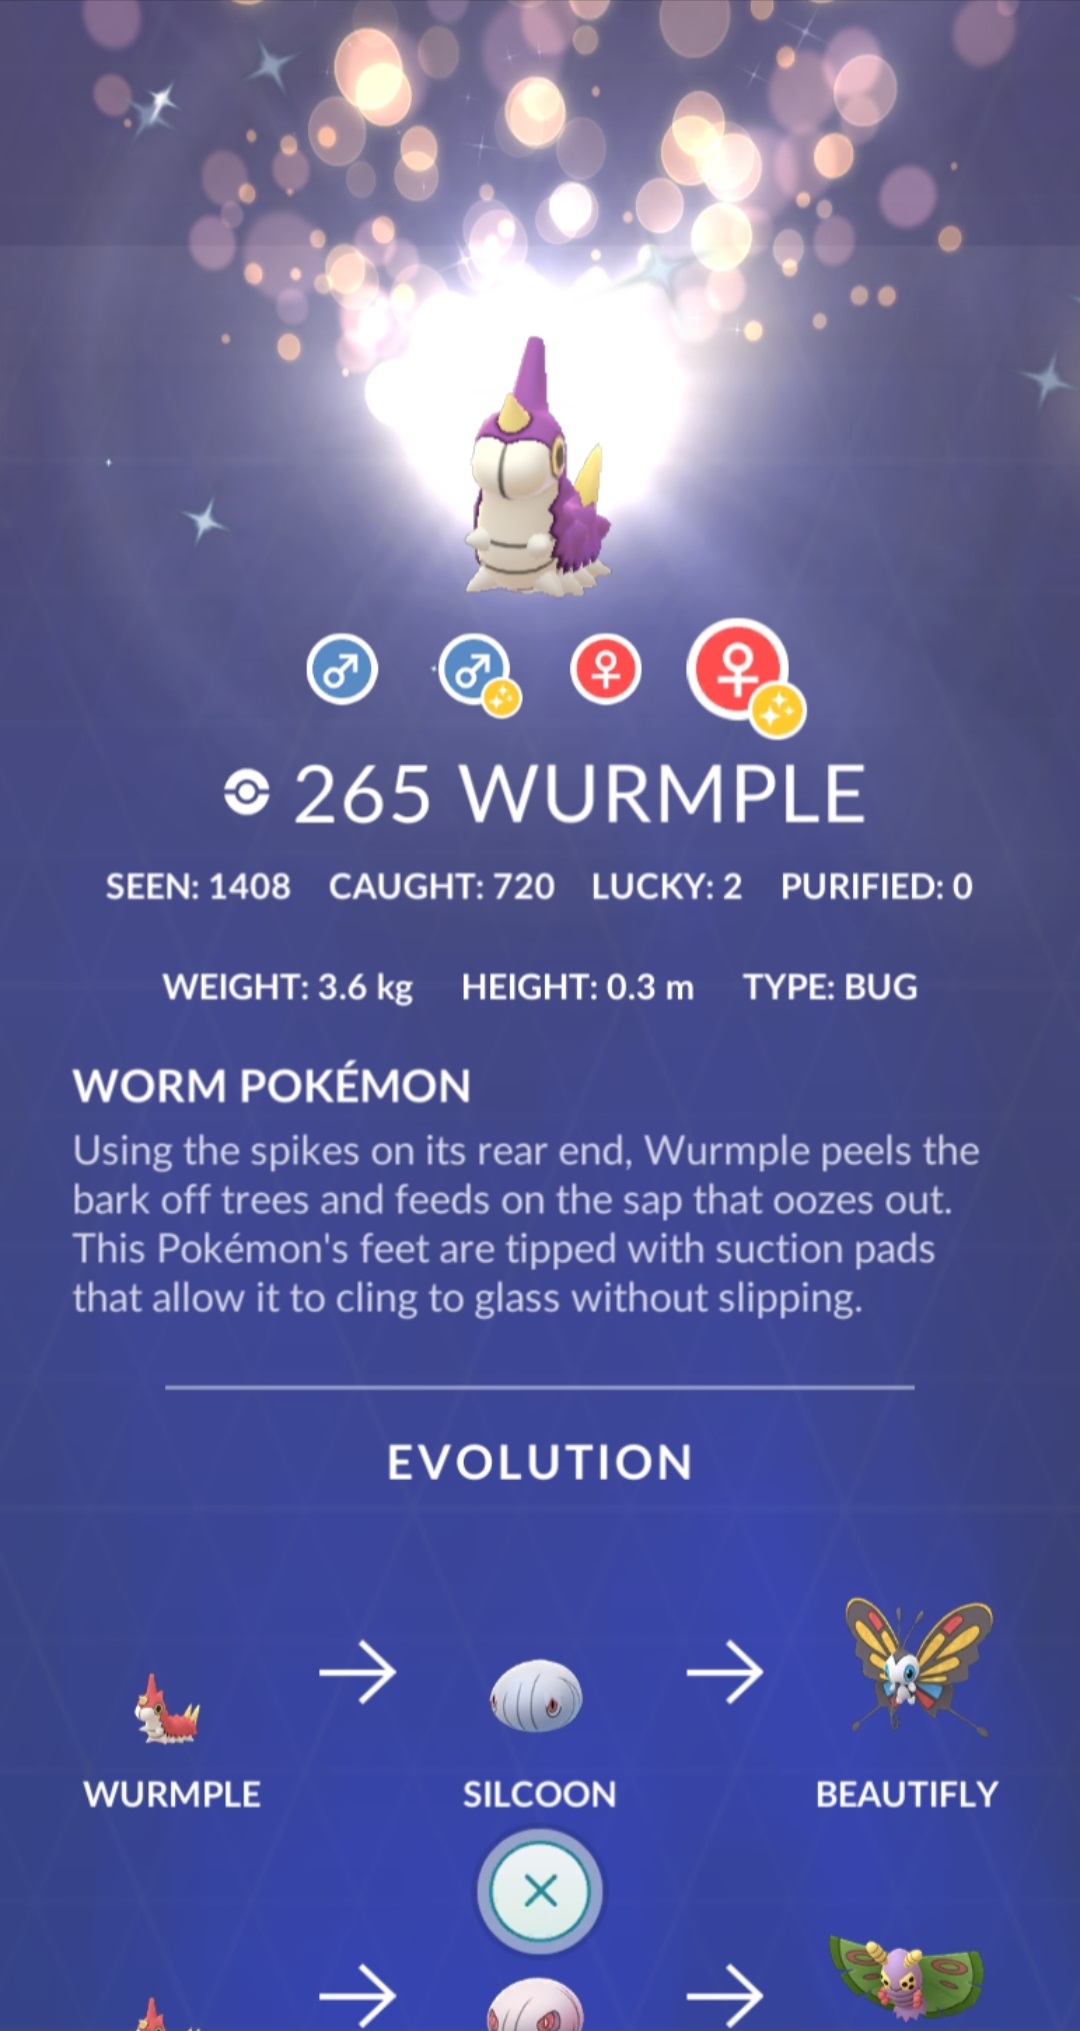 265 WURMPLE
SEEN: 1408 CAUGHT: 720 LUCKY: 2 PURIFIED: 0
WEIGHT: 3.6 kg HEIGHT: 0.3 m TYPE: BUG
WORM POKÉMON
Using the spikes on its rear end, Wurmple peels the
bark off trees and feeds on the sap that oozes out.
This Pokémon's feet are tipped with suction pads
that allow it to cling to glass without slipping.
EVOLUTION
WURMPLE SILCOON BEAUTIFLY